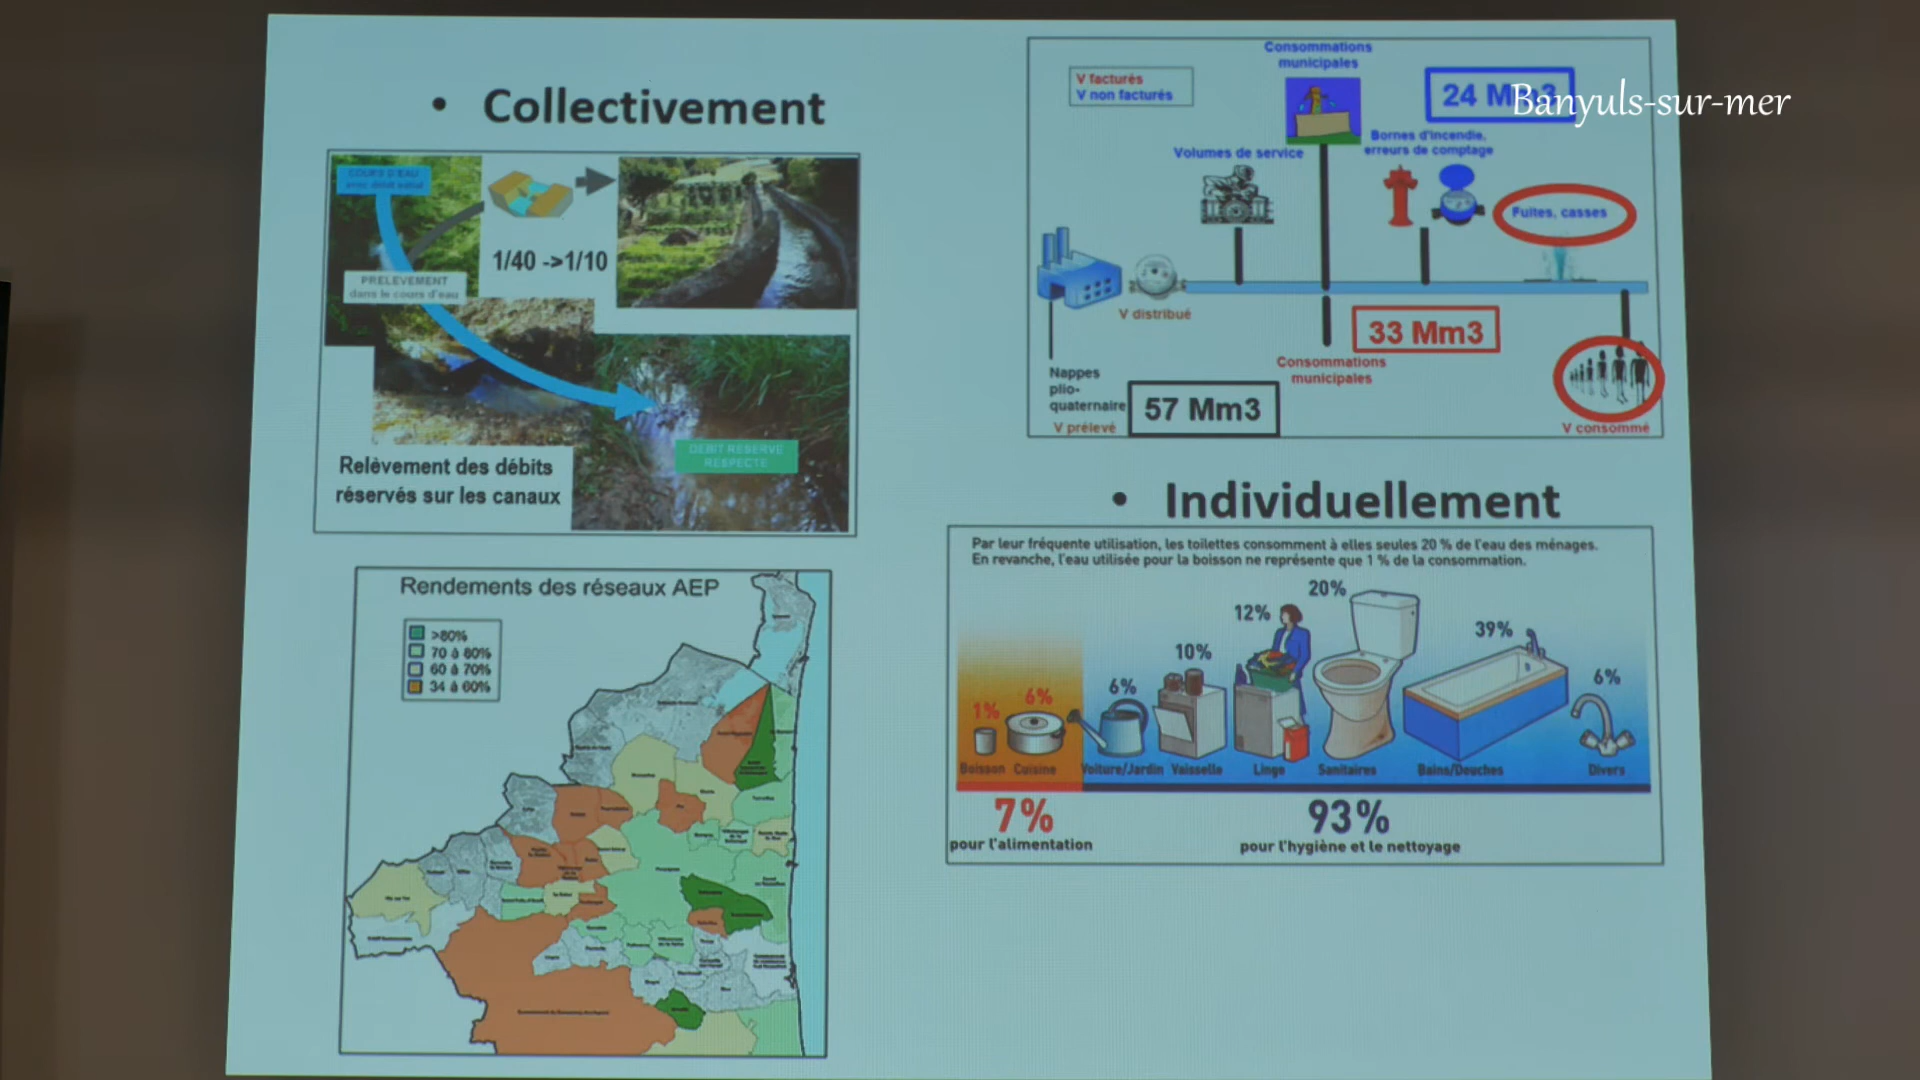 • Collectivement
COURS D'EAU
avec débit initial
1/40 ->1/10
PRELEVEMENT
dans le cours d'eau
DEBIT RESERVE
RESPECTE
Relèvement des débits
réservés sur les canaux
Rendements des réseaux AEP
>80%
70 à 80%
60 à 70%
34 à 60%
V facturés
V non facturés
Consommations
municipales
24 Mm3
Banyuls-sur-mer
Volumes de service
Bornes d'incendie,
erreurs de comptage
Fuites, casses
V distribué
33 Mm3
Consommations
municipales
Nappes
plio-
quaternaire
V prélevé
57 Mm3
V consommé
• Individuellement
Par leur fréquente utilisation, les toilettes consomment à elles seules 20 % de l'eau des ménages.
En revanche, l'eau utilisée pour la boisson ne représente que 1 % de la consommation.
1%
6%
6%
10%
12%
20%
39%
6%
Boisson
Cuisine
Voiture/Jardin
Vaisselle
Linge
Sanitaires
Bains/Douches
Divers
7%
pour l'alimentation
93%
pour l'hygiène et le nettoyage